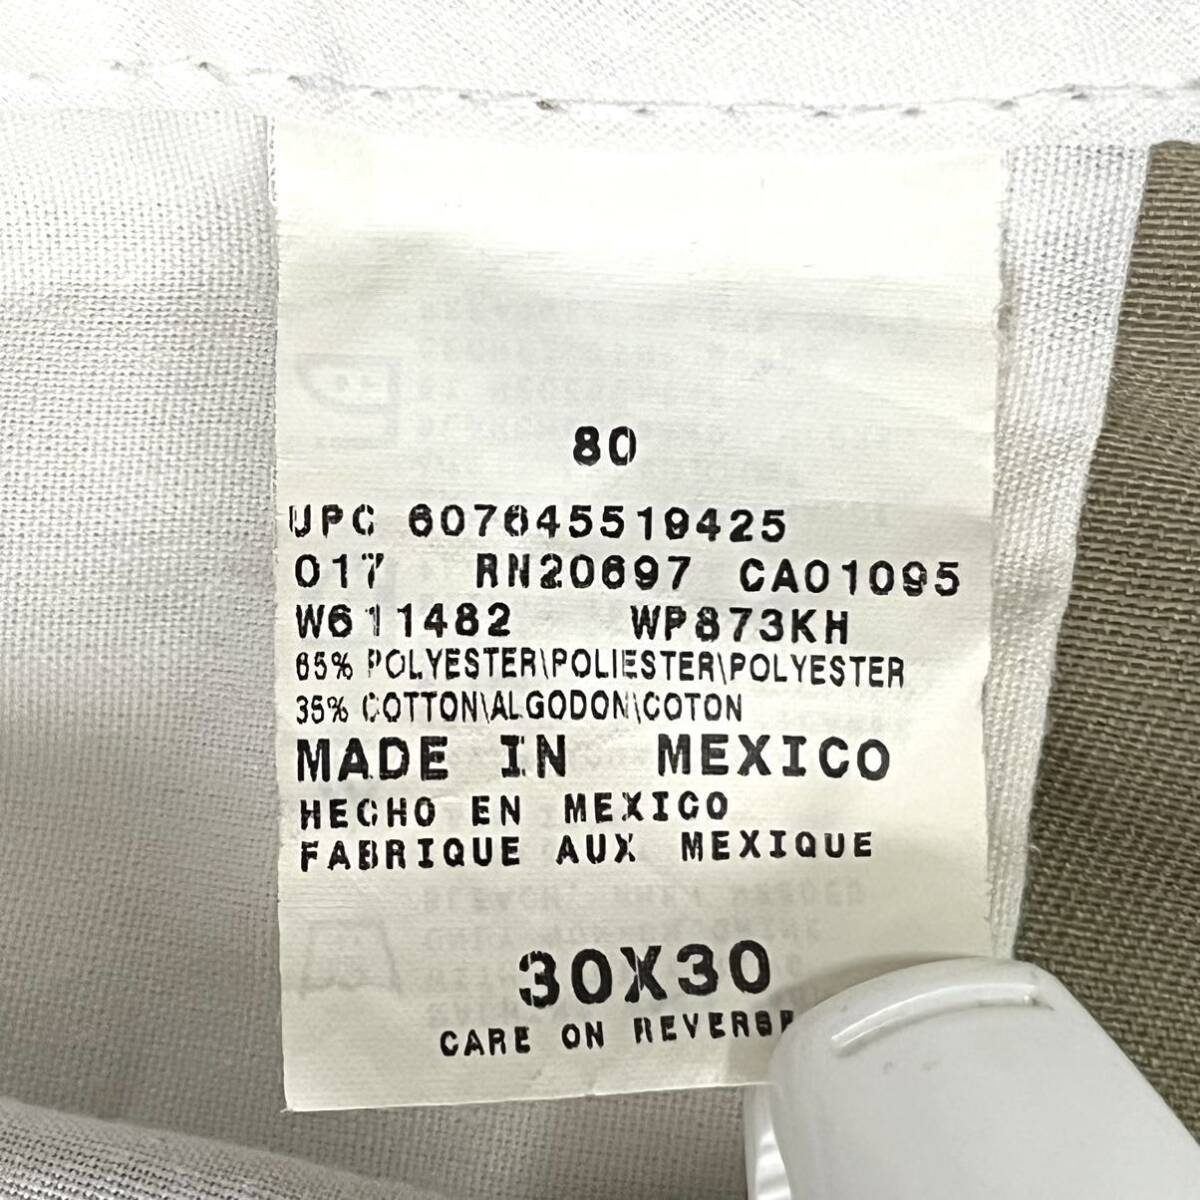 80
UPC 607645519425
017 RN20697 CA01095
W611482 WP873KH
65% POLYESTER\POLIESTER\POLYESTER
35% COTTON\ALGODON\COTON
MADE IN MEXICO
HECHO EN MEXICO
FABRIQUE AUX MEXIQUE
30X30
CARE ON REVERSE